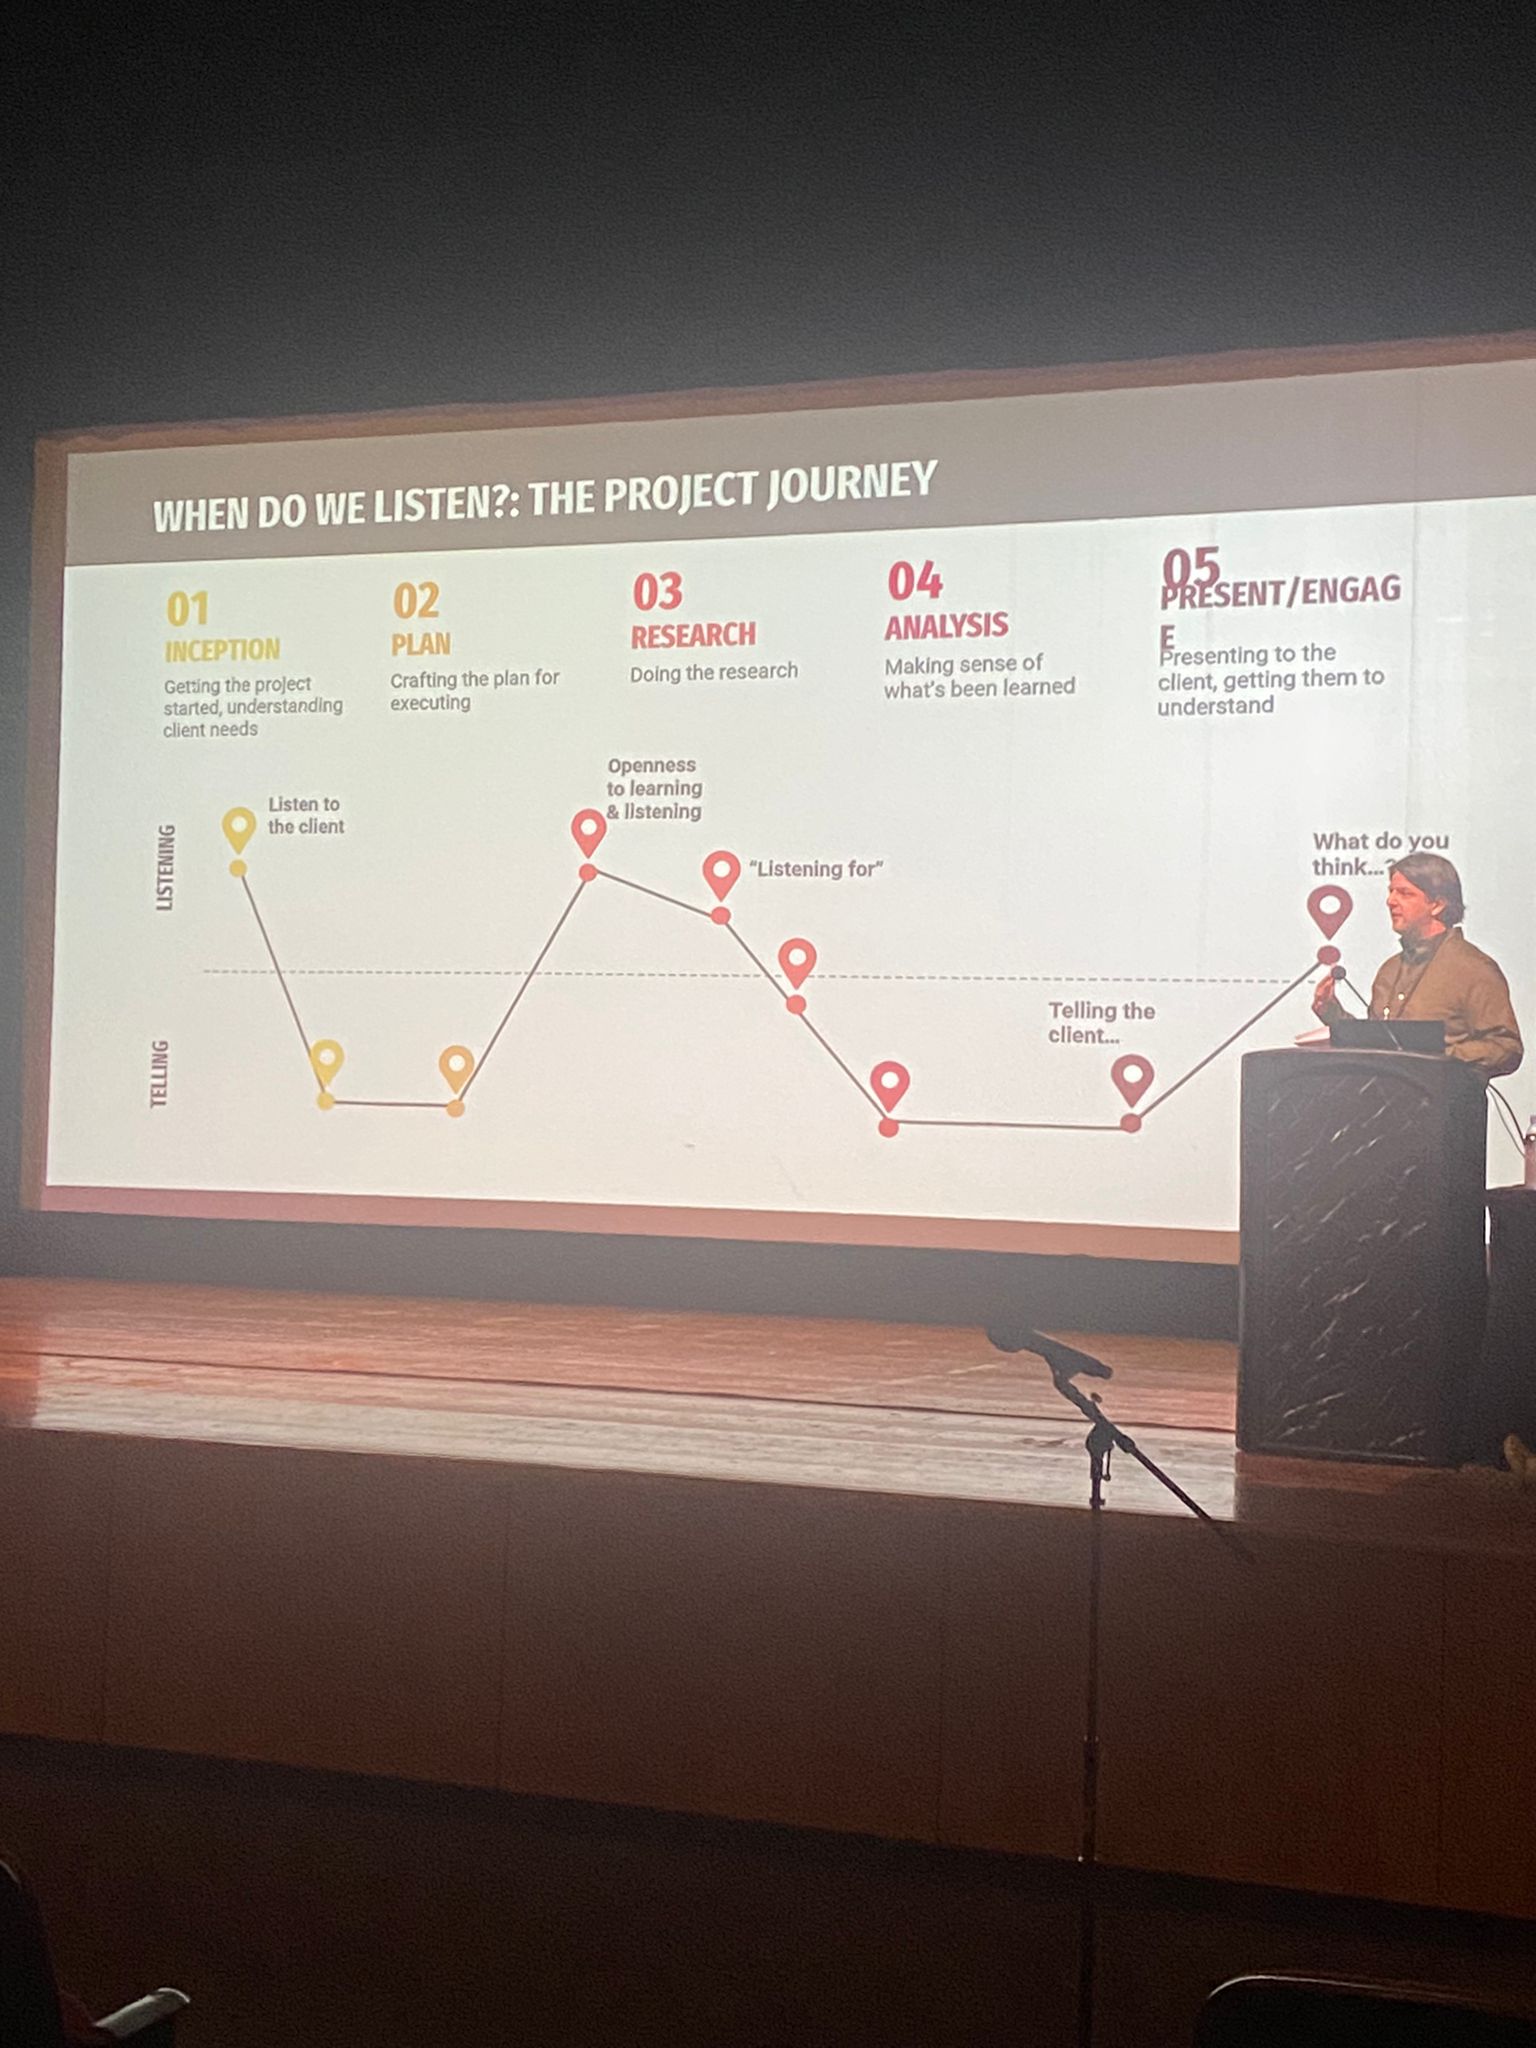 WHEN DO WE LISTEN?: THE PROJECT JOURNEY
01
INCEPTION
Getting the project
started, understanding
client needs
02
PLAN
Crafting the plan for
executing
03
RESEARCH
Doing the research
04
ANALYSIS
Making sense of
what's been learned
05
PRESENT/ENGAG
E
Presenting to the
client, getting them to
understand
LISTENING
TELLING
Listen to
the client
Openness
to learning
& listening
"Listening for"
Telling the
client...
What do you
think...?